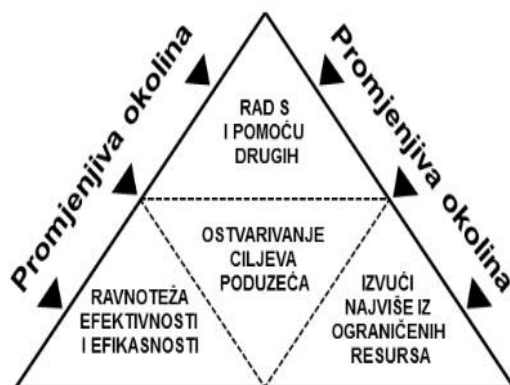 Promjenjiva okolina
Promjenjiva okolina
RAD S
I POMOĆU
DRUGIH
OSTVARIVANJE
CILJEVA
PODUZEĆA
RAVNOTEŽA
EFEKTIVNOSTI
I EFIKASNOSTI
IZVUĆI
NAJVIŠE IZ
OGRANIČENIH
RESURSA